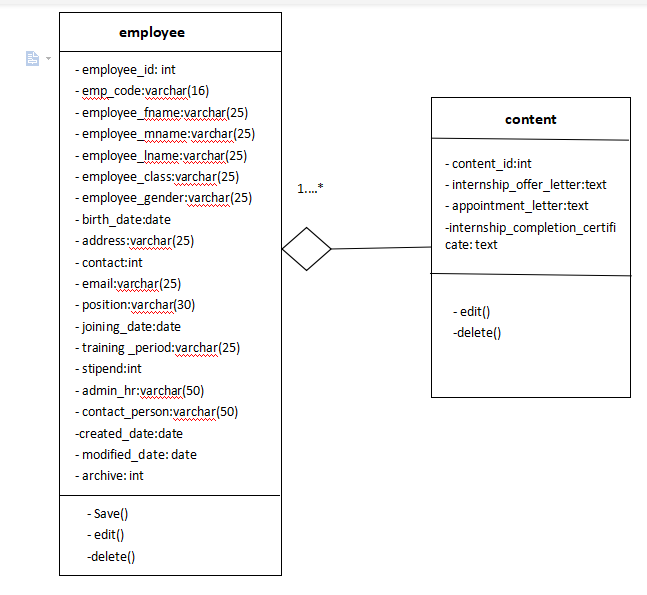 employee
- employee_id: int
- emp_code:varchar(16)
- employee_fname:varchar(25)
- employee_mname:varchar(25)
- employee_lname:varchar(25)
- employee_class:varchar(25)
- employee_gender:varchar(25)
- birth_date:date
- address:varchar(25)
- contact:int
- email:varchar(25)
- position:varchar(30)
- joining_date:date
- training _period:varchar(25)
- stipend:int
- admin_hr:varchar(50)
- contact_person:varchar(50)
-created_date:date
- modified_date: date
- archive: int
- Save()
- edit()
-delete()
1....*
content
- content_id:int
- internship_offer_letter:text
- appointment_letter:text
-internship_completion_certifi
cate: text
- edit()
-delete()